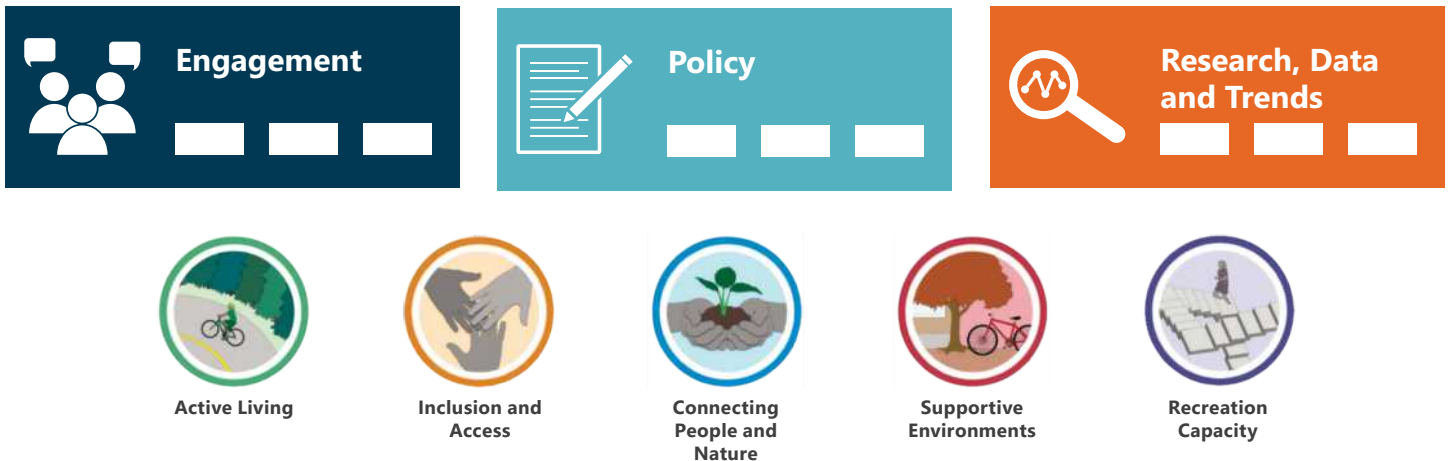 Engagement
Policy
Research, Data
and Trends
Active Living
Inclusion and
Access
Connecting
People and
Nature
Supportive
Environments
Recreation
Capacity